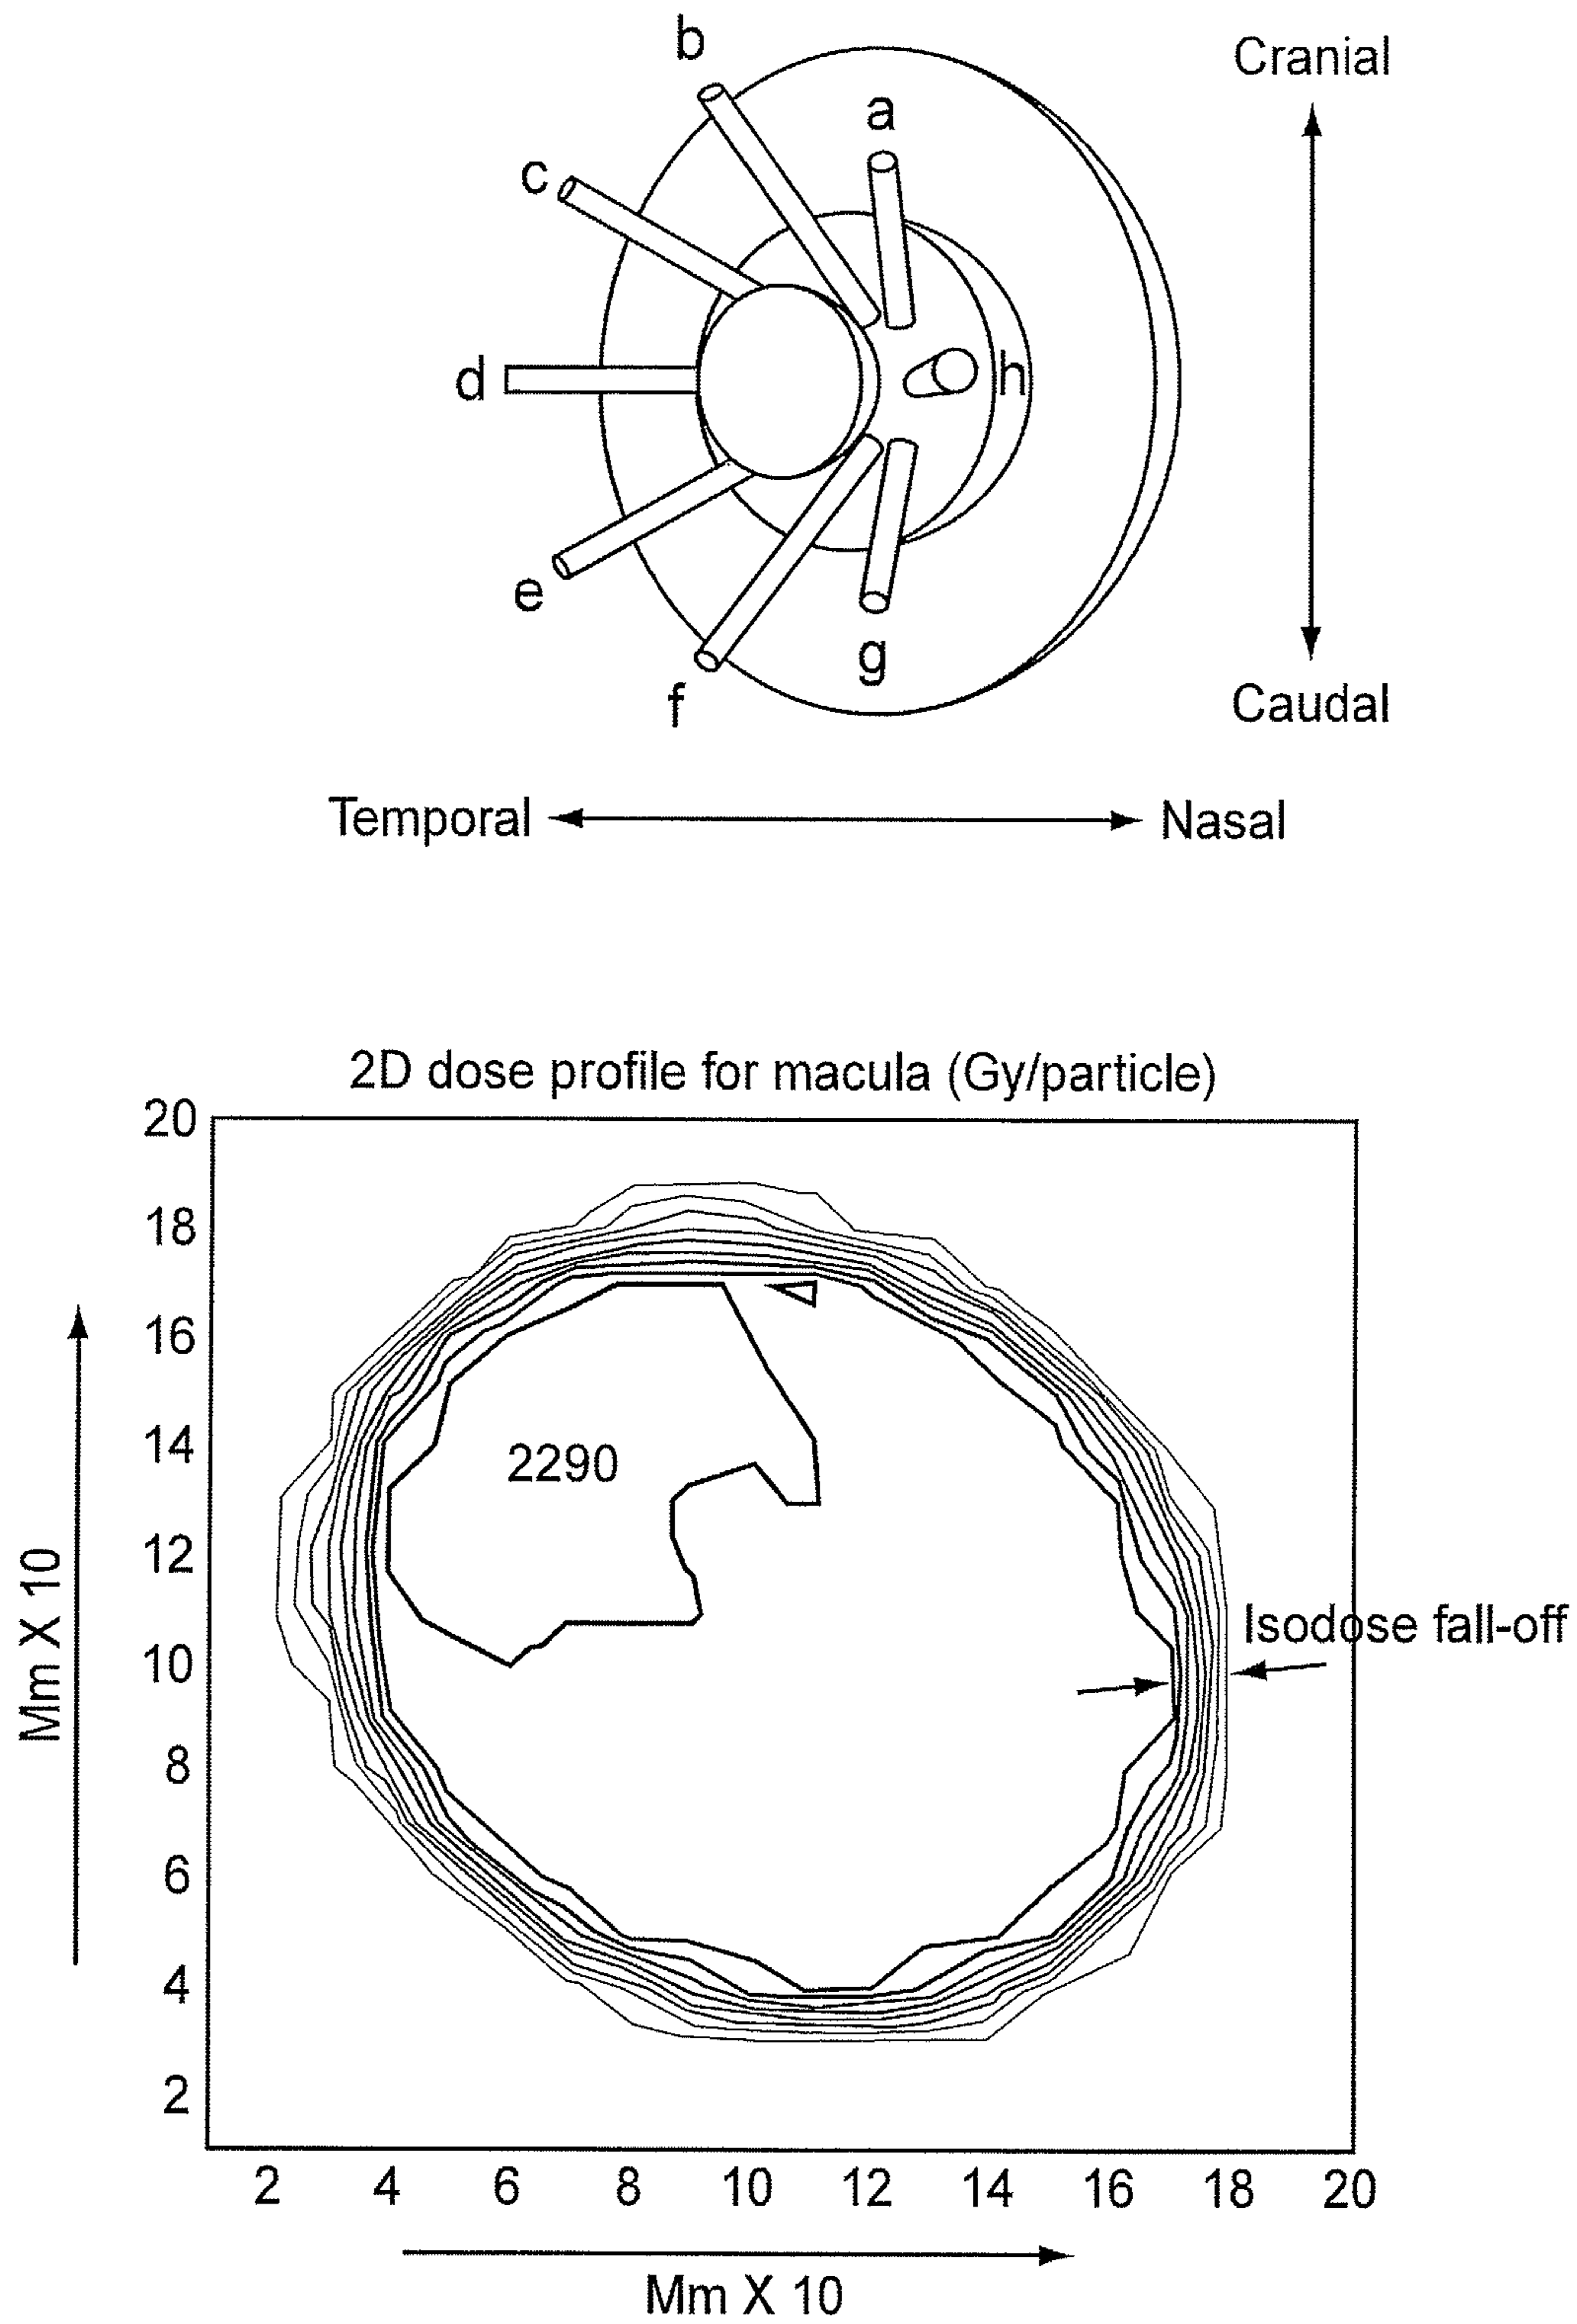 b
Cranial
a
c
d
h
e
g
f
Caudal
Temporal
Nasal
2D dose profile for macula (Gy/particle)
20
18
16
14
2290
12
Isodose fall-off
10
8
6
4
2
Mm X 10
2 4 6 8 10 12 14 16 18 20
Mm X 10